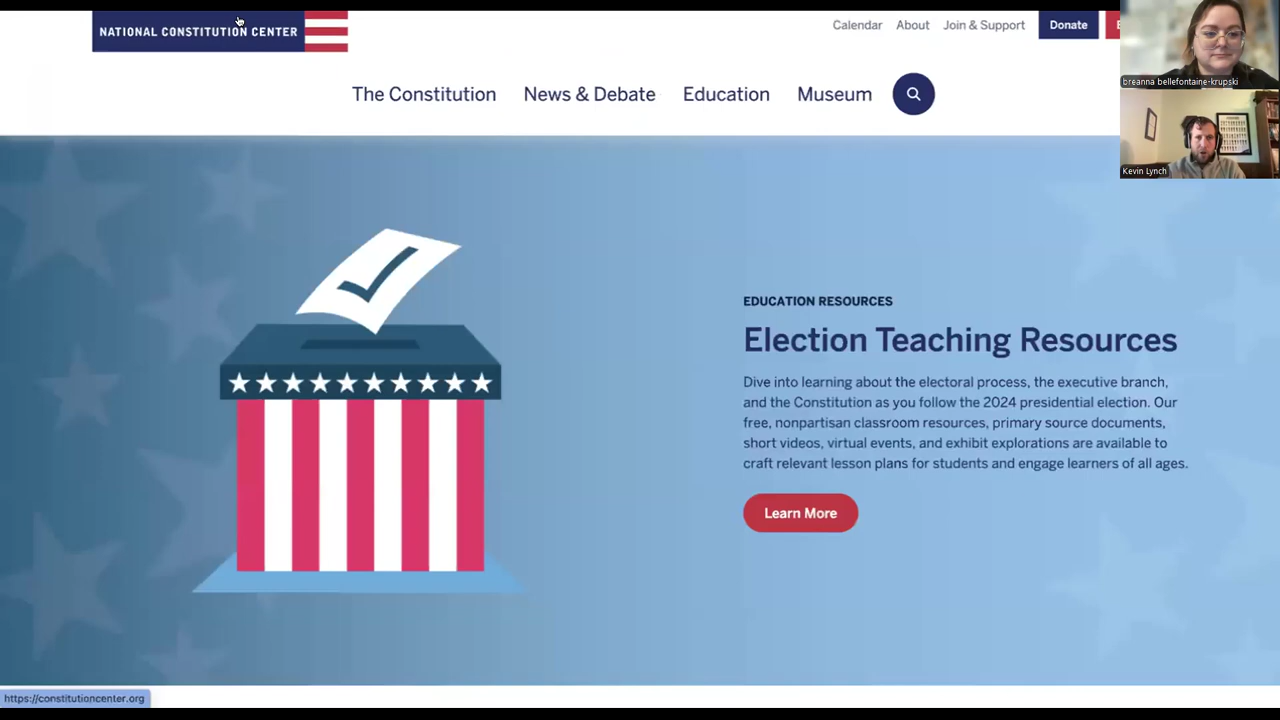 NATIONAL CONSTITUTION CENTER
Calendar About Join & Support Donate
The Constitution News & Debate Education Museum
breanna bellefontaine-krupski
Kevin Lynch
EDUCATION RESOURCES
Election Teaching Resources
Dive into learning about the electoral process, the executive branch,
and the Constitution as you follow the 2024 presidential election. Our
free, nonpartisan classroom resources, primary source documents,
short videos, virtual events, and exhibit explorations are available to
craft relevant lesson plans for students and engage learners of all ages.
Learn More
https://constitutioncenter.org